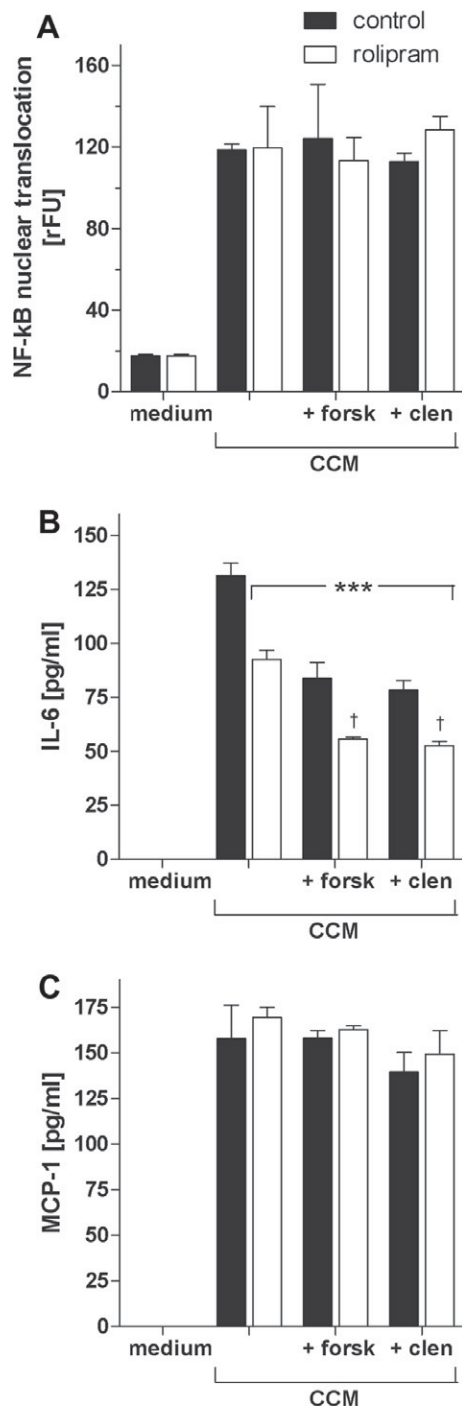 A
control
rolipram
NF-kB nuclear translocation
[rFU]
160
120
80
40
0
medium
+ forsk
+ clen
CCM
B
IL-6 [pg/ml]
150
125
100
75
50
25
0
***
†
†
medium
+ forsk
+ clen
CCM
C
MCP-1 [pg/ml]
175
150
125
100
75
50
25
0
medium
+ forsk
+ clen
CCM